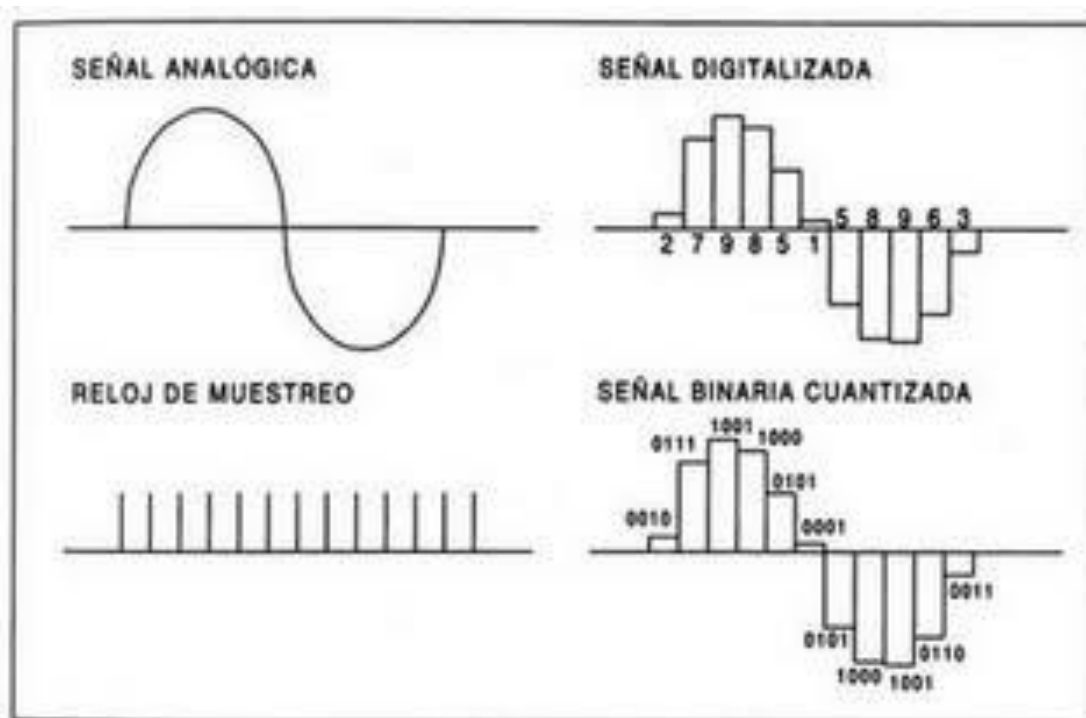 SEÑAL ANALÓGICA
SEÑAL DIGITALIZADA
5 8 9 6 3
2 7 9 8 5 1
RELOJ DE MUESTREO
SEÑAL BINARIA CUANTIZADA
1001
0111
1000
0101
0010
0001
0011
0101
0110
1000
1001